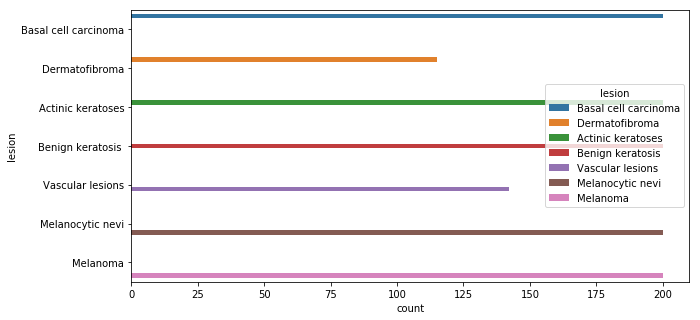 Basal cell carcinoma
Dermatofibroma
Actinic keratoses
Benign keratosis
Vascular lesions
Melanocytic nevi
Melanoma
lesion
0 25 50 75 100 125 150 175 200
count
lesion
Basal cell carcinoma
Dermatofibroma
Actinic keratoses
Benign keratosis
Vascular lesions
Melanocytic nevi
Melanoma